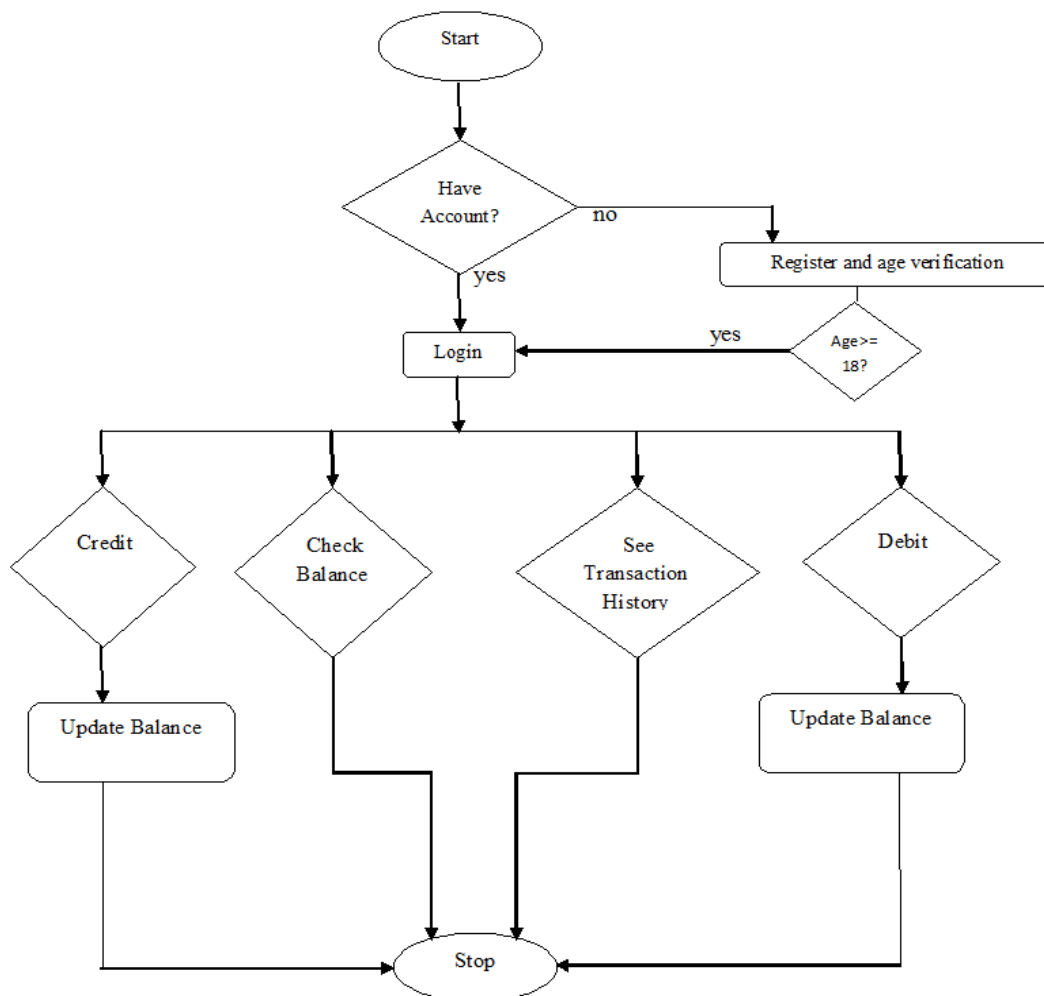 Start
Have
Account?
no
yes
Register and age verification
Age>=
18?
yes
Login
Credit
Check
Balance
See
Transaction
History
Debit
Update Balance
Update Balance
Stop